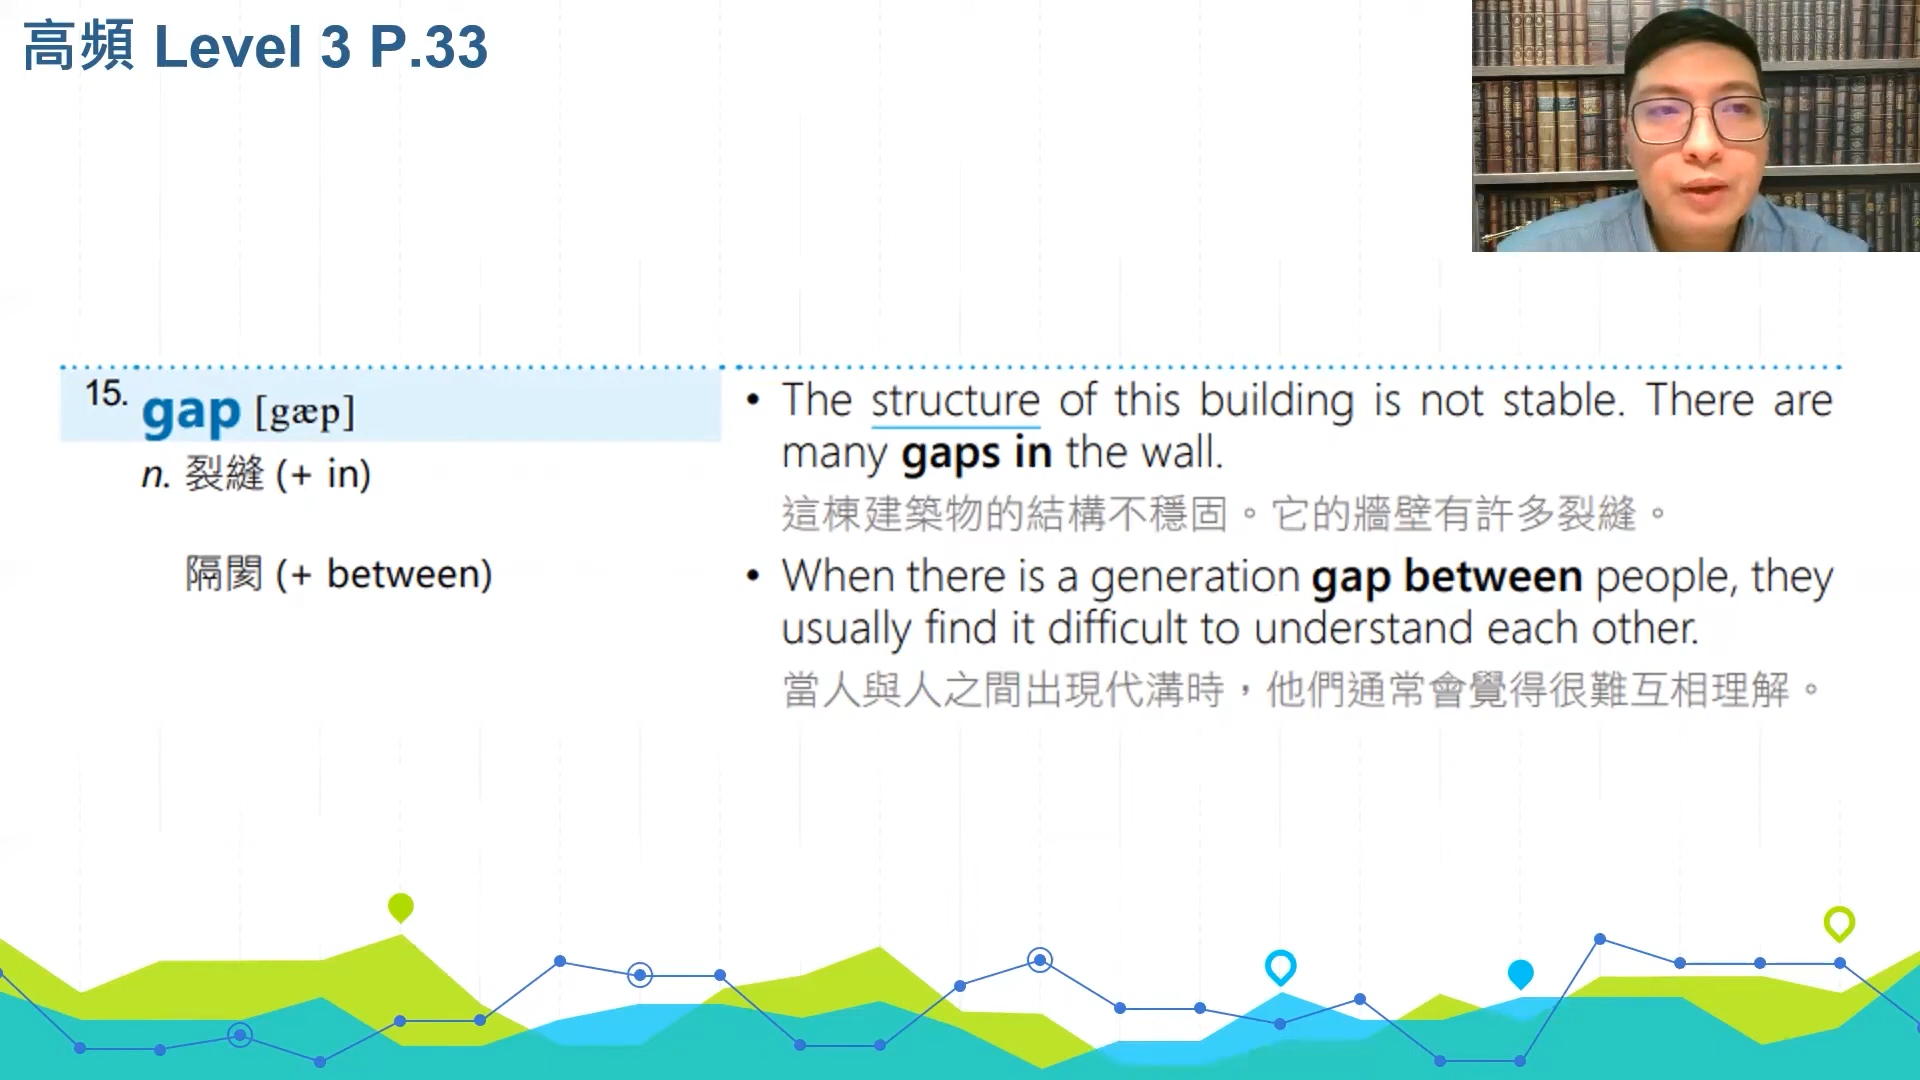 高頻 Level 3 P.33
15. gap [gæp]
n. 裂縫 (+ in)
隔閡 (+ between)
• The structure of this building is not stable. There are
many gaps in the wall.
這棟建築物的結構不穩固。它的牆壁有許多裂縫。
• When there is a generation gap between people, they
usually find it difficult to understand each other.
當人與人之間出現代溝時，他們通常會覺得很難互相理解。